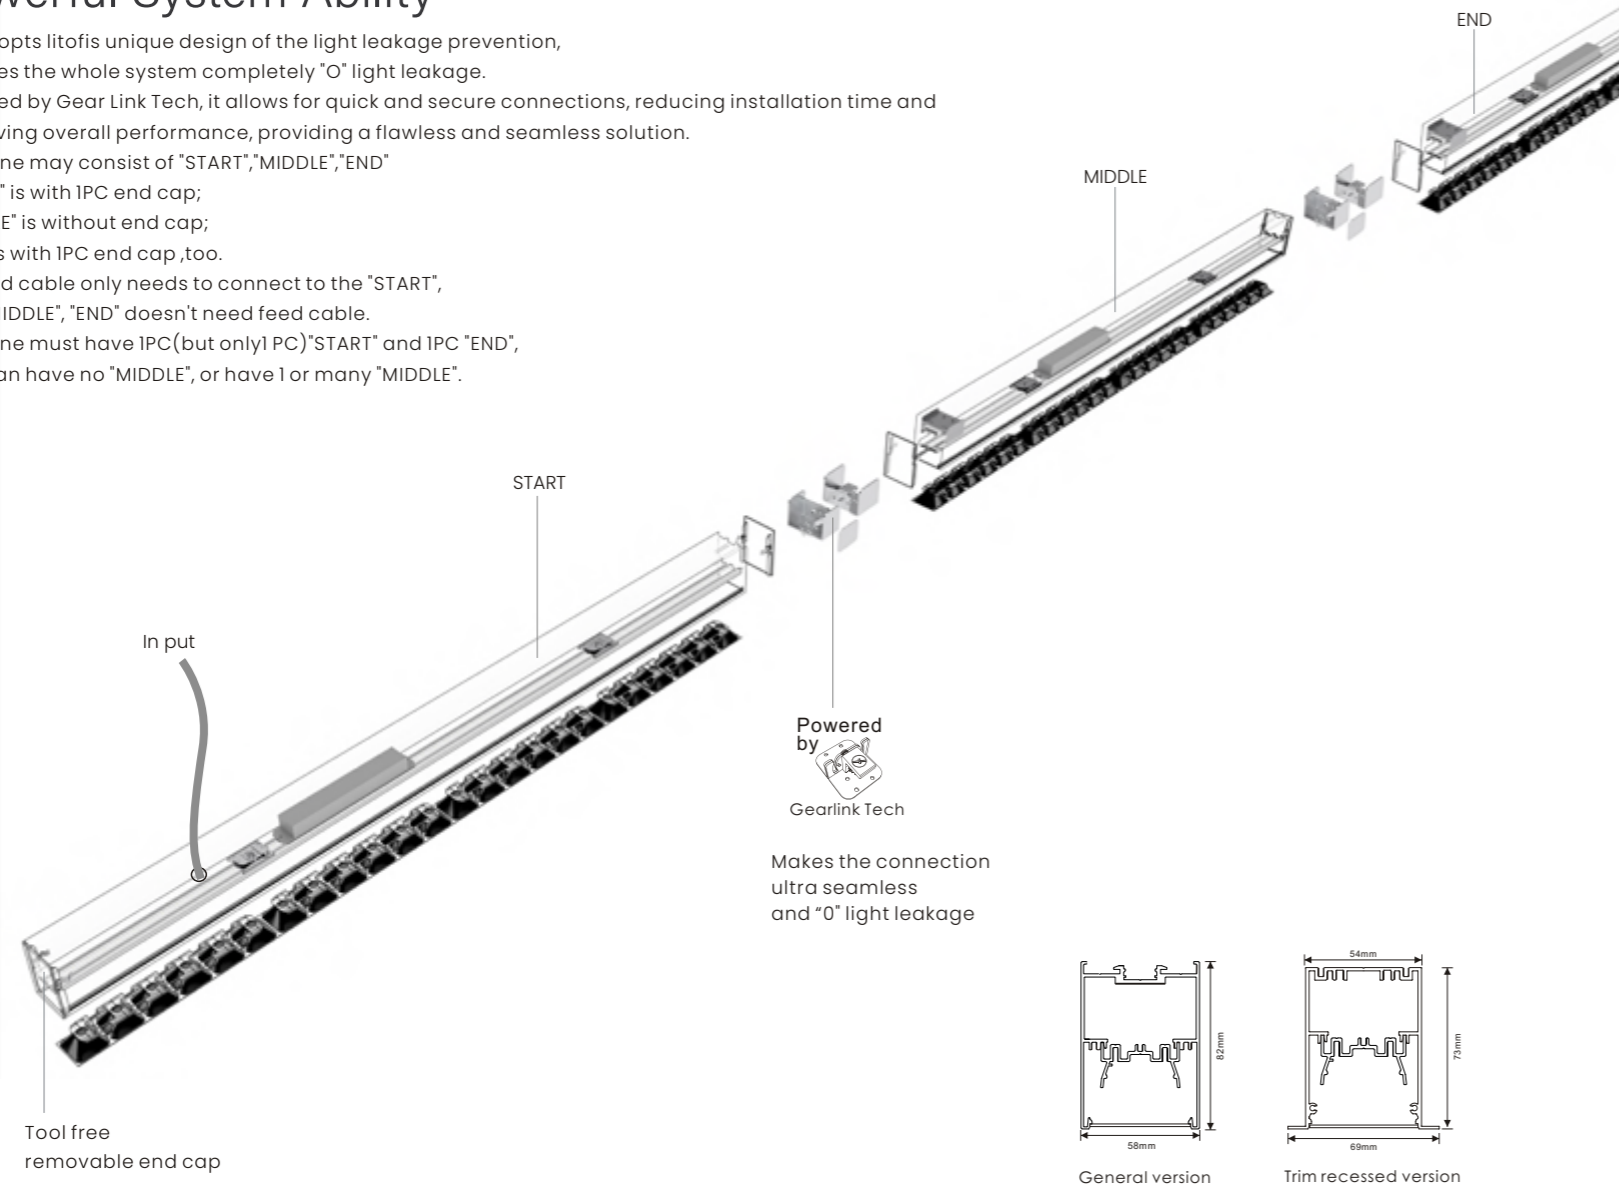 werful System Ability
opts litofis unique design of the light leakage prevention,
es the whole system completely "O" light leakage.
ed by Gear Link Tech, it allows for quick and secure connections, reducing installation time and
ving overall performance, providing a flawless and seamless solution.
ne may consist of "START","MIDDLE","END"
" is with 1PC end cap;
E" is without end cap;
s with 1PC end cap ,too.
d cable only needs to connect to the "START",
IDDLE", "END" doesn't need feed cable.
ne must have 1PC(but only1 PC)"START" and 1PC "END",
an have no "MIDDLE", or have 1 or many "MIDDLE".
END
MIDDLE
START
In put
Powered
by
Gearlink Tech
Makes the connection
ultra seamless
and “0" light leakage
Tool free
removable end cap
82mm
58mm
General version
54mm
73mm
69mm
Trim recessed version